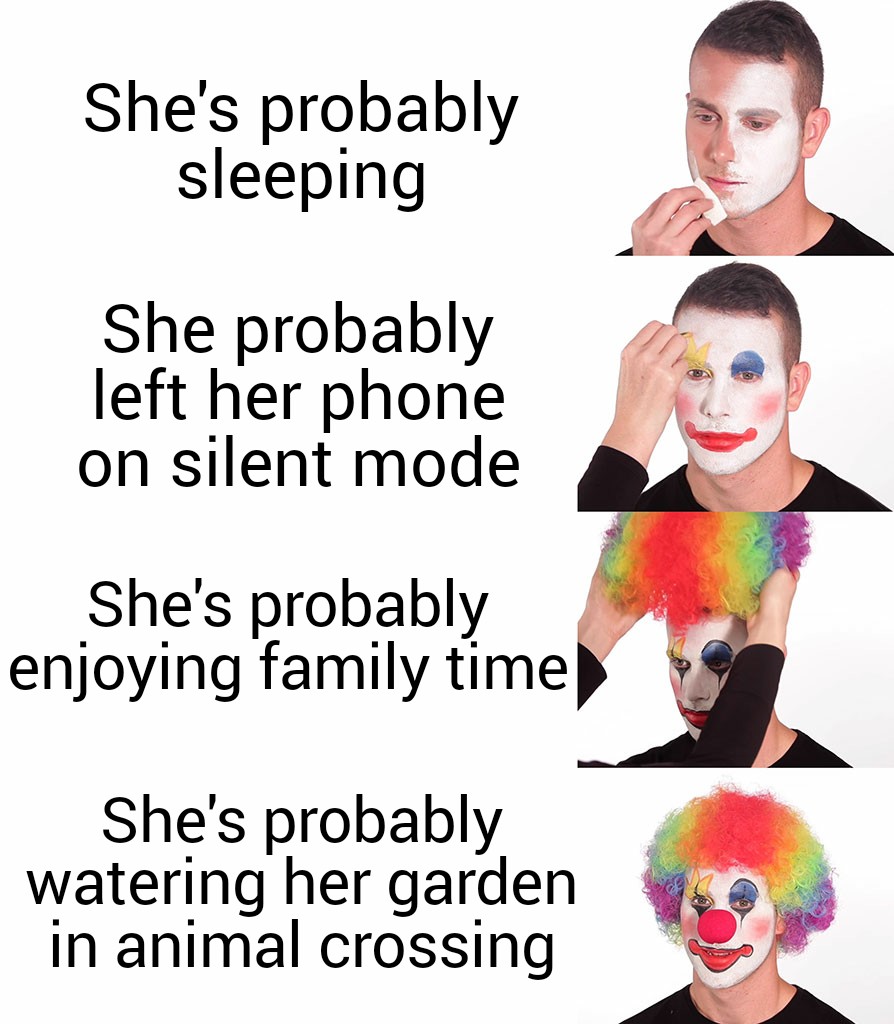 She's probably
sleeping
She probably
left her phone
on silent mode
She's probably
enjoying family time
She's probably
watering her garden
in animal crossing